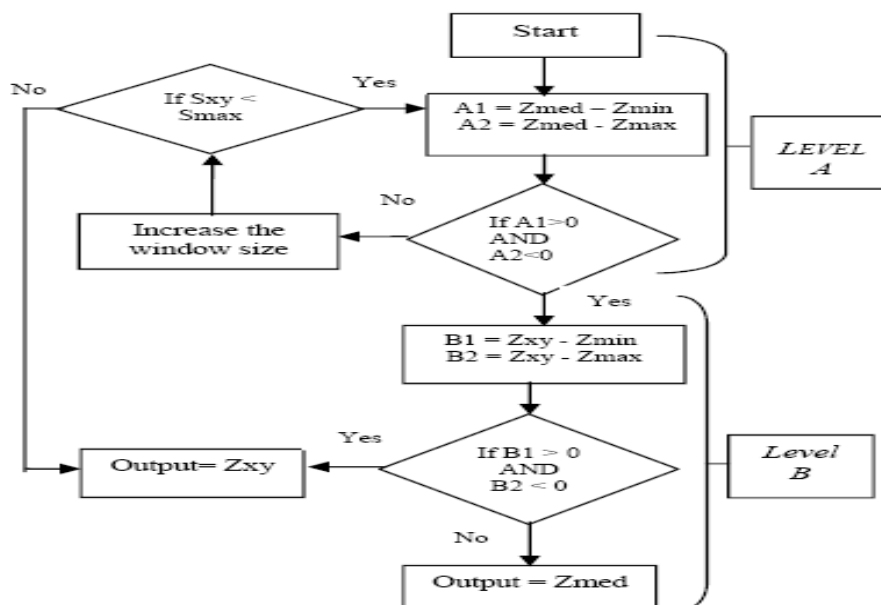 Start
No
If Sxy <
Smax
Yes
A1 = Zmed – Zmin
A2 = Zmed - Zmax
LEVEL
A
No
Increase the
window size
If A1>0
AND
A2<0
Yes
B1 = Zxy - Zmin
B2 = Zxy - Zmax
Yes
Output= Zxy
If B1 > 0
AND
B2 < 0
Level
B
No
Output = Zmed